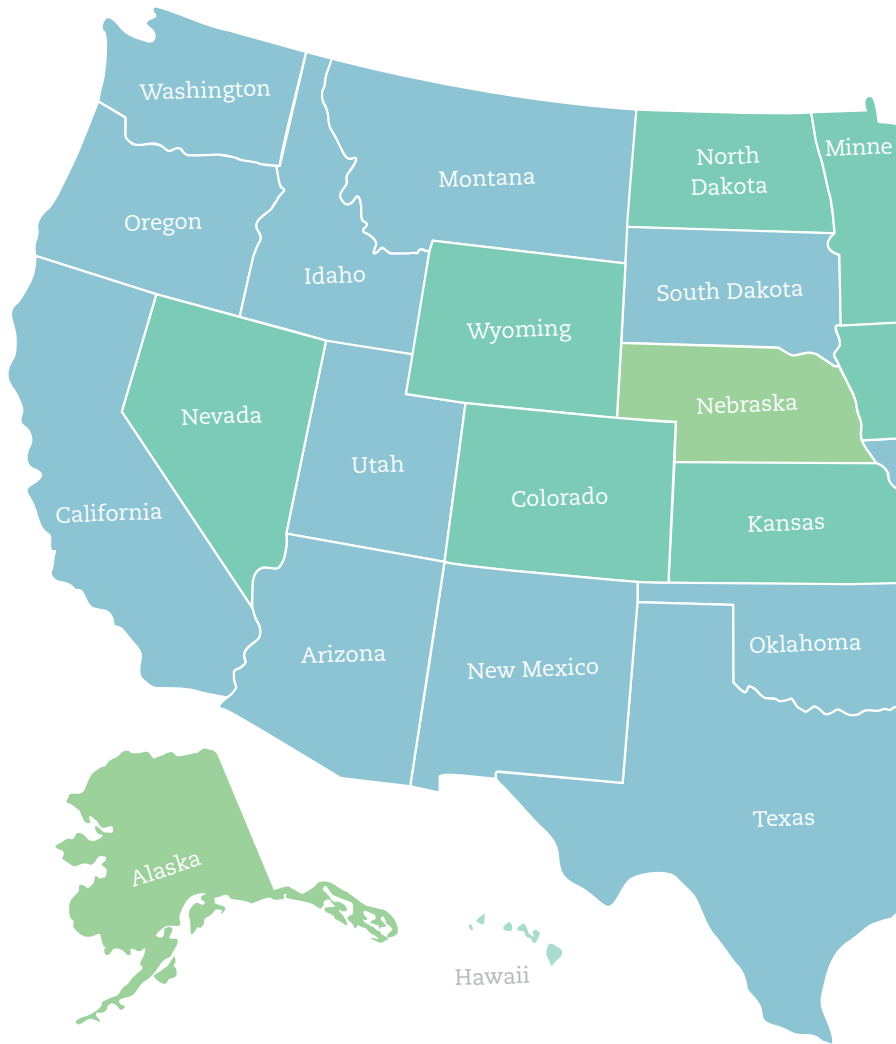 Washington
Minne
North
Dakota
Montana
Oregon
Idaho
South Dakota
Wyoming
Nebraska
Nevada
Utah
Colorado
California
Kansas
Oklahoma
Arizona
New Mexico
Texas
Alaska
Hawaii